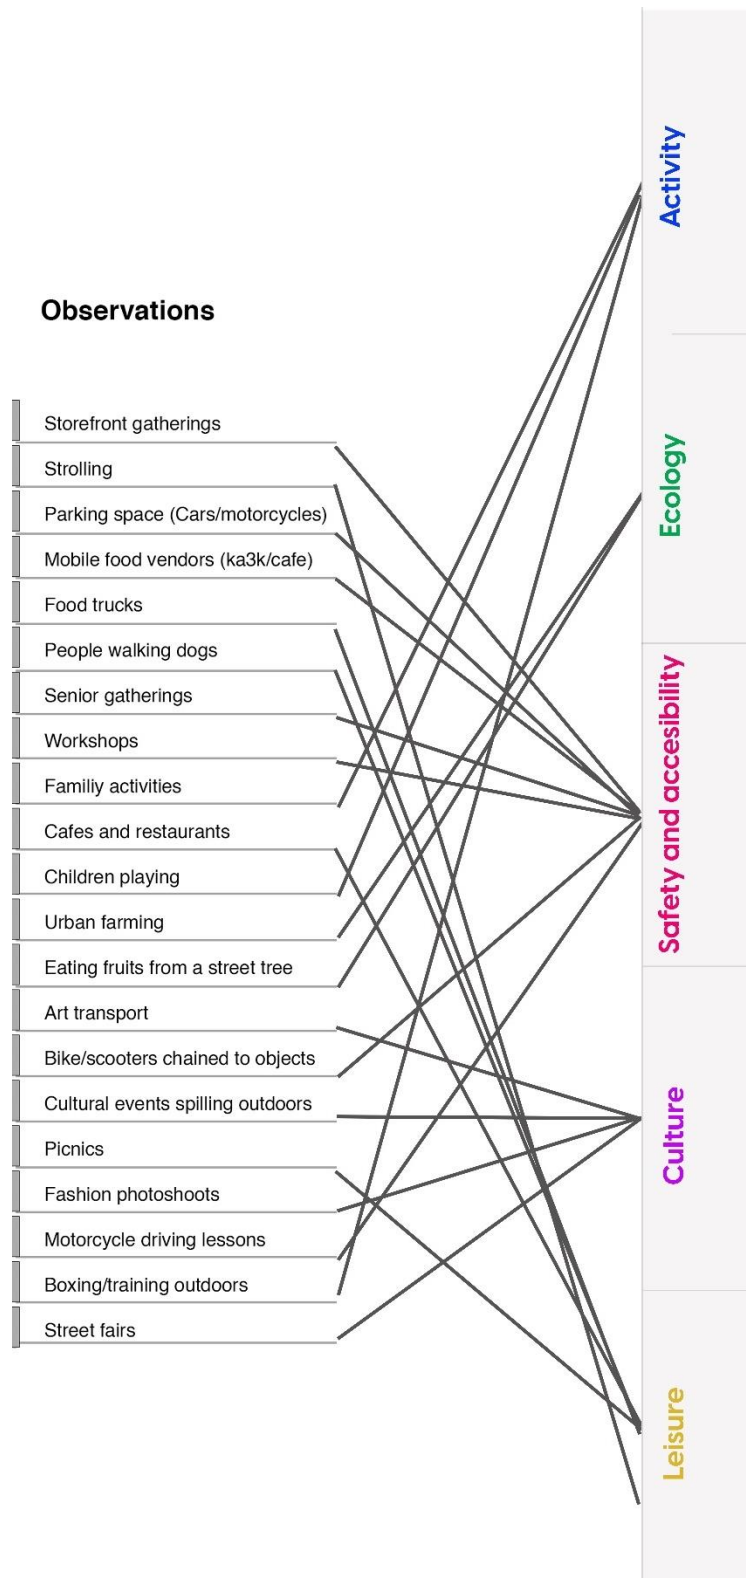 Observations
Storefront gatherings
Strolling
Parking space (Cars/motorcycles)
Mobile food vendors (ka3k/cafe)
Food trucks
People walking dogs
Senior gatherings
Workshops
Familiy activities
Cafes and restaurants
Children playing
Urban farming
Eating fruits from a street tree
Art transport
Bike/scooters chained to objects
Cultural events spilling outdoors
Picnics
Fashion photoshoots
Motorcycle driving lessons
Boxing/training outdoors
Street fairs
Activity
Ecology
Safety and accesibility
Culture
Leisure